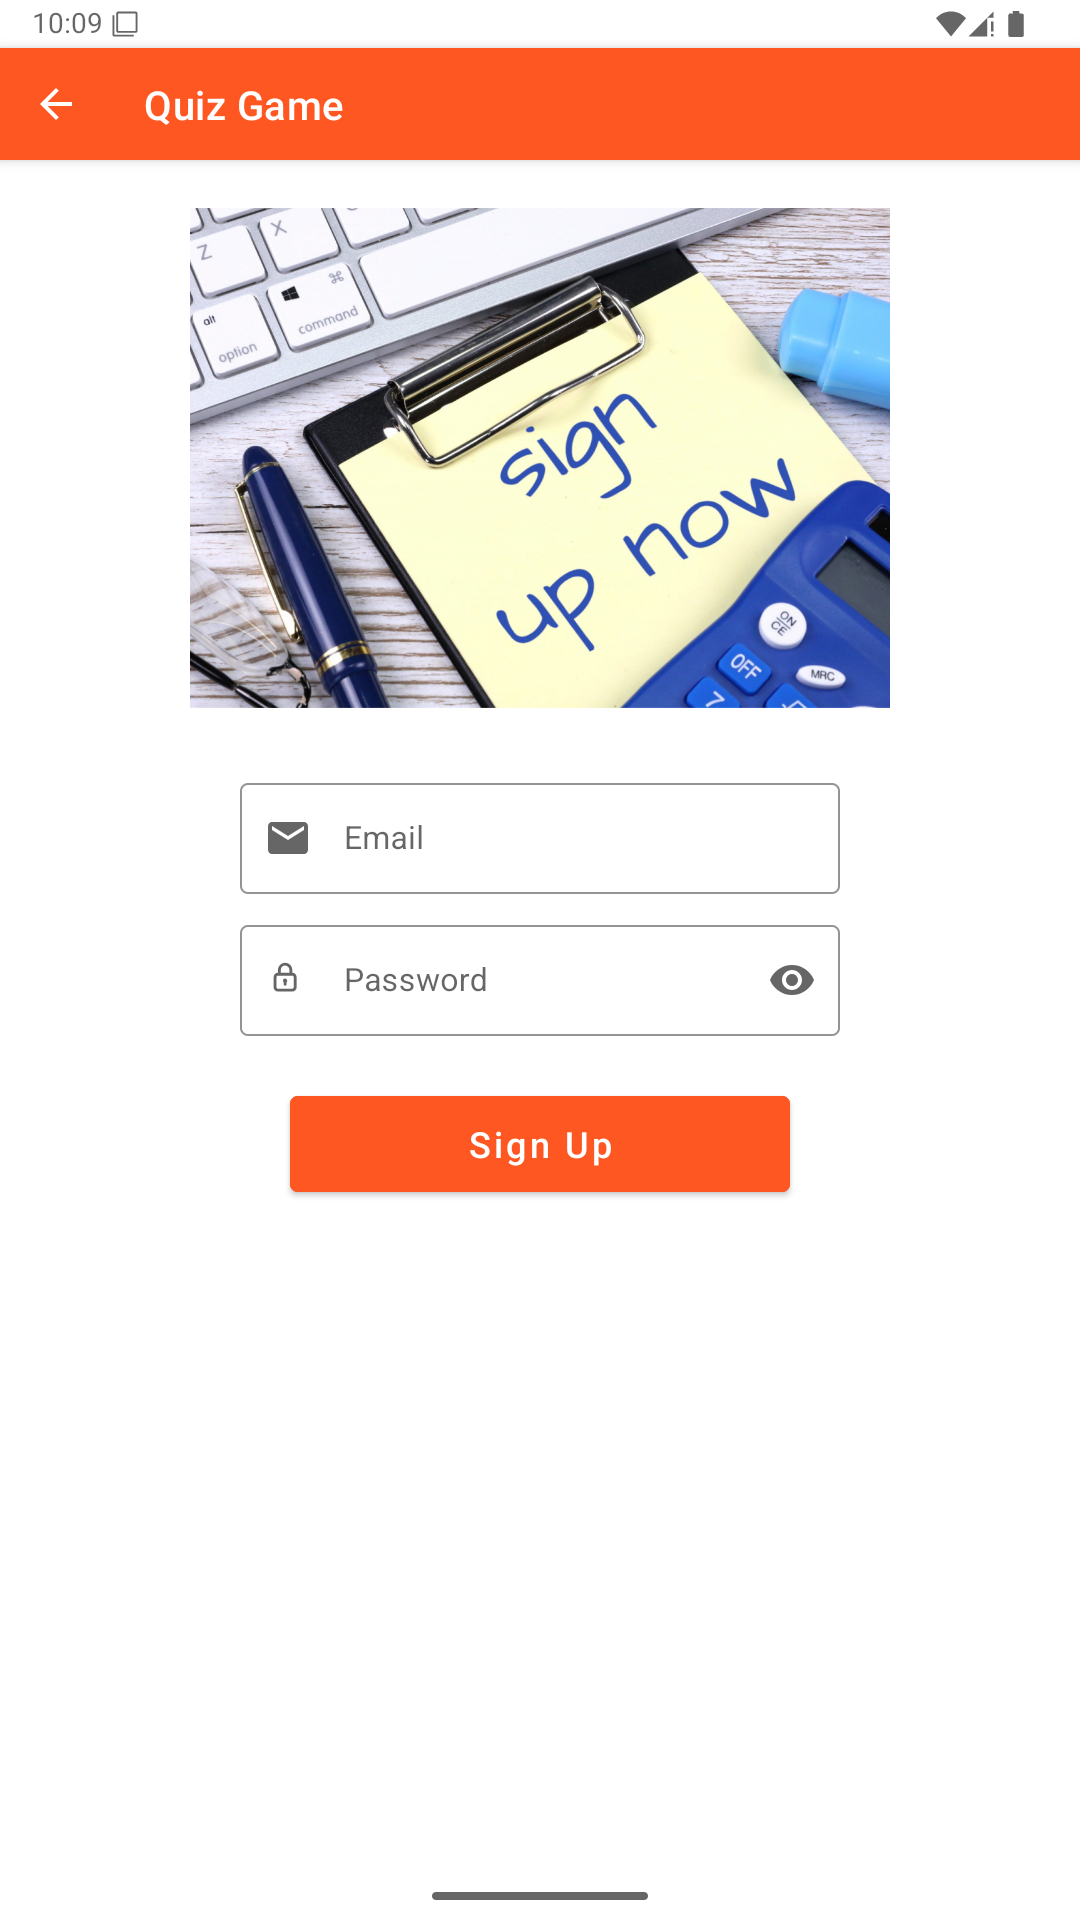 10:09
Quiz Game
Z
X
alt
option
⌘
command
sign
up now
ON
CE
OFF
MRC
7
Email
Password
Sign Up